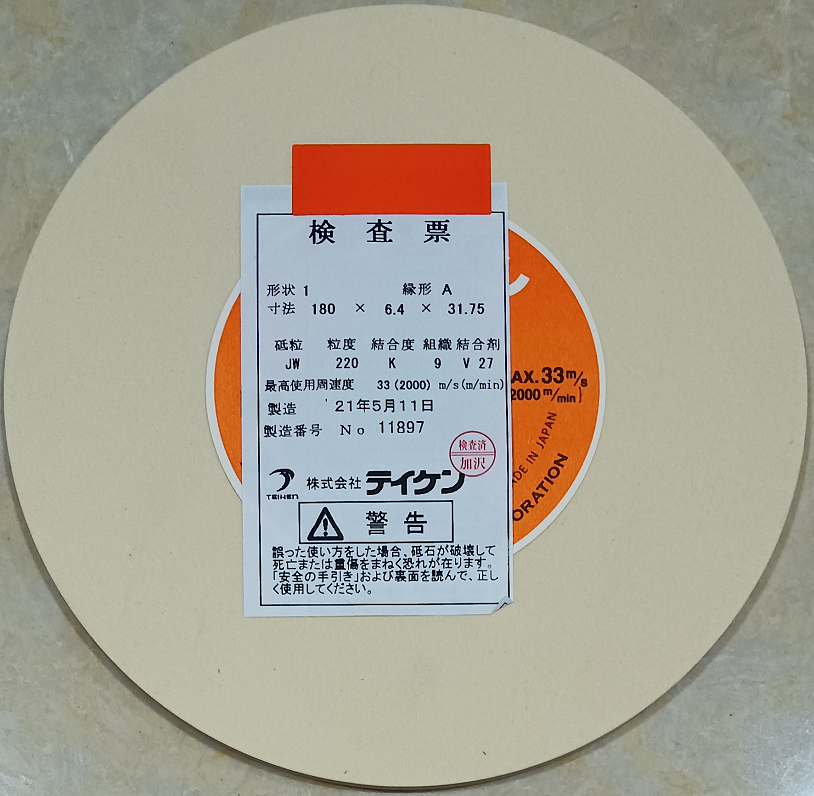 検査票
形状 1 縁形 A
寸法 180 × 6.4 × 31.75
砥粒 粒度 結合度 組織 結合剤
JW 220 K 9 V 27
最高使用周速度 33(2000) m/s(m/min)
製造 '21年5月11日
製造番号 No 11897
検査済
加沢
TEIKEN
株式会社テイケン
警告
誤った使い方をした場合、砥石が破壊して
死亡または重傷をまねく恐れが在ります。
「安全の手引き」および裏面を読んで、正し
く使用してください。
AX. 33m/s
2000 m/min}
ADE IN JAPAN
ORATION